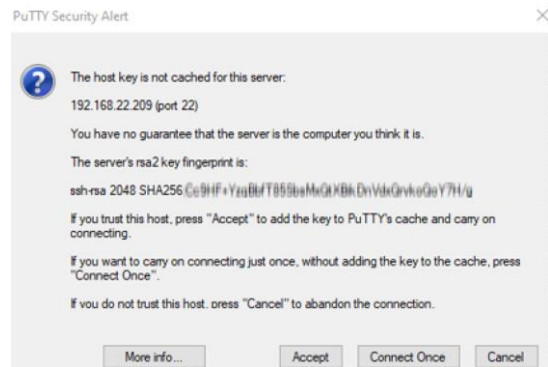 PuTTY Security Alert
The host key is not cached for this server:
192.168.22.209 (port 22)
You have no guarantee that the server is the computer you think it is.
The server's rsa2 key fingerprint is:
ssh-rsa 2048 SHA256
If you trust this host, press "Accept" to add the key to PuTTY's cache and carry on
connecting.
If you want to carry on connecting just once, without adding the key to the cache, press
"Connect Once".
If you do not trust this host, press "Cancel" to abandon the connection.
More info... Accept Connect Once Cancel